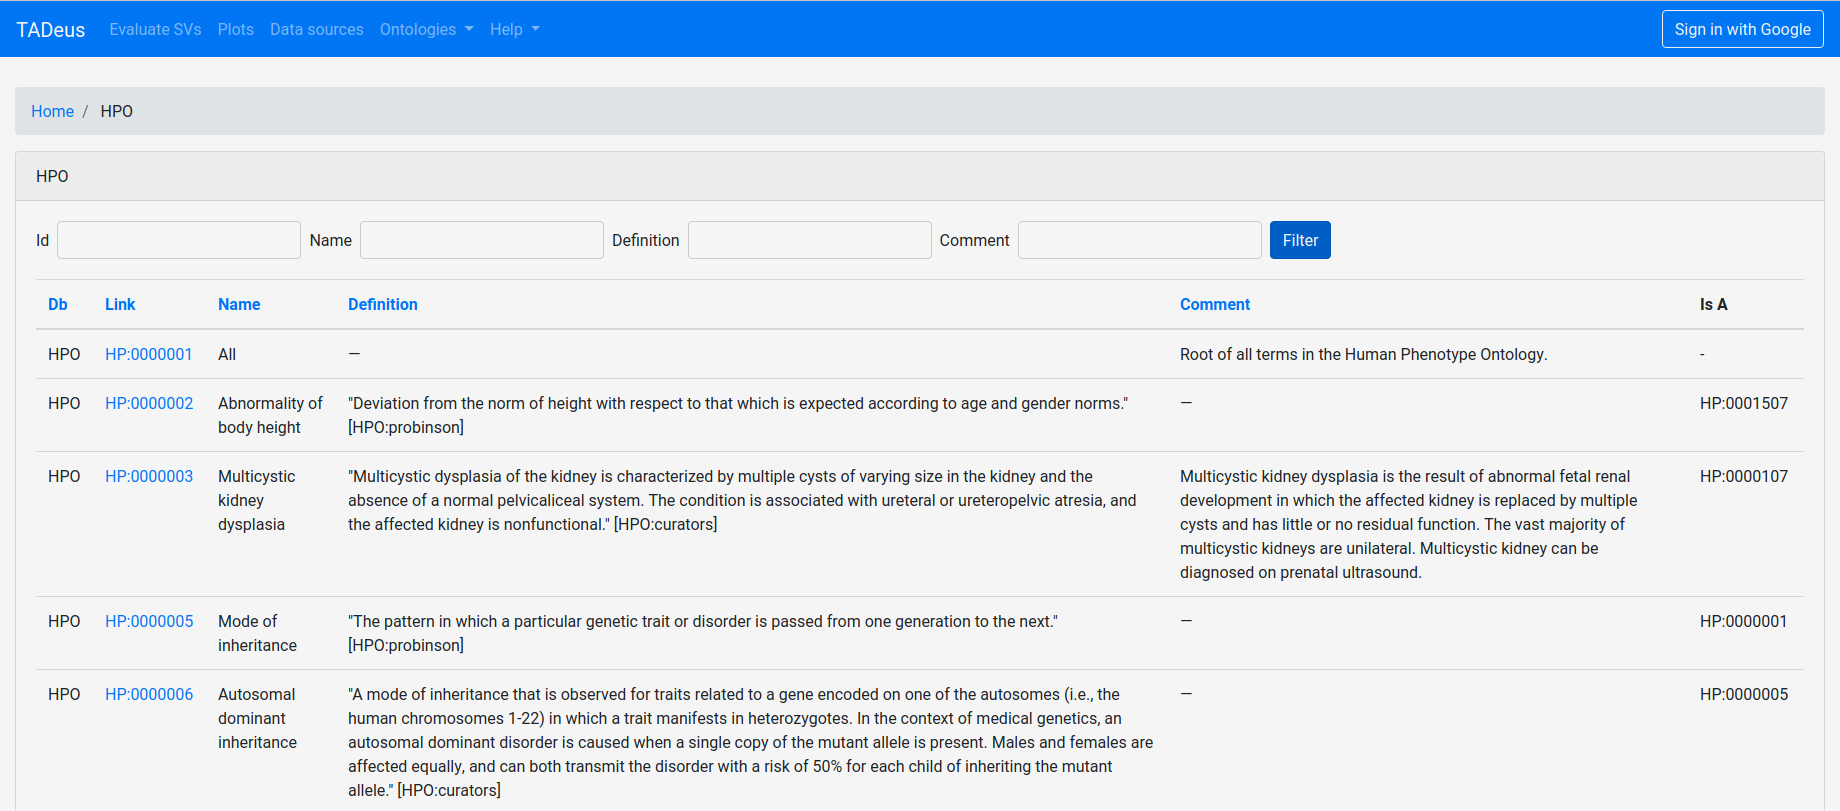 TADeus Evaluate SVs Plots Data sources Ontologies Help Sign in with Google
Home / HPO
HPO
Id Name Definition Comment Filter
Db Link Name Definition Comment Is A
HPO HP:0000001 All — Root of all terms in the Human Phenotype Ontology. -
HPO HP:0000002 Abnormality of "Deviation from the norm of height with respect to that which is expected according to age and gender norms." — HP:0001507
body height [HPO:probinson]
HPO HP:0000003 Multicystic "Multicystic dysplasia of the kidney is characterized by multiple cysts of varying size in the kidney and the Multicystic kidney dysplasia is the result of abnormal fetal renal HP:0000107
kidney absence of a normal pelvicaliceal system. The condition is associated with ureteral or ureteropelvic atresia, and development in which the affected kidney is replaced by multiple
dysplasia the affected kidney is nonfunctional." [HPO:curators] cysts and has little or no residual function. The vast majority of
multicystic kidneys are unilateral. Multicystic kidney can be
diagnosed on prenatal ultrasound.
HPO HP:0000005 Mode of "The pattern in which a particular genetic trait or disorder is passed from one generation to the next." — HP:0000001
inheritance [HPO:probinson]
HPO HP:0000006 Autosomal "A mode of inheritance that is observed for traits related to a gene encoded on one of the autosomes (i.e., the — HP:0000005
dominant human chromosomes 1-22) in which a trait manifests in heterozygotes. In the context of medical genetics, an
inheritance autosomal dominant disorder is caused when a single copy of the mutant allele is present. Males and females are
affected equally, and can both transmit the disorder with a risk of 50% for each child of inheriting the mutant
allele." [HPO:curators]